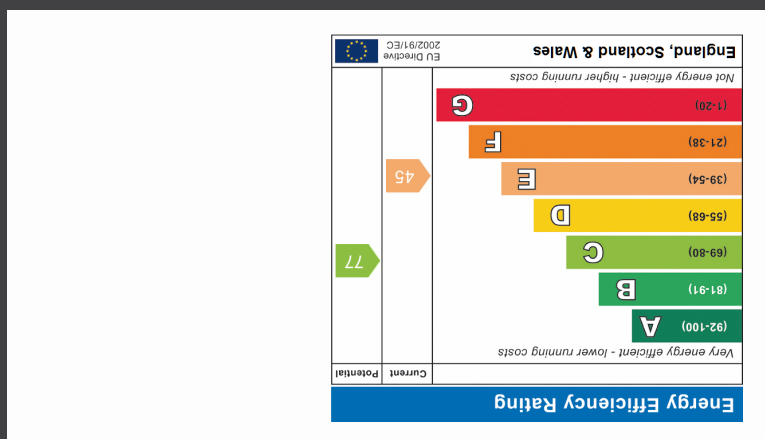 Energy Efficiency Rating
Current Potential
Very energy efficient - lower running costs
(92-100) A
(81-91) B
(69-80) C
77
(55-68) D
(39-54) E
45
(21-38) F
(1-20) G
Not energy efficient - higher running costs
England, Scotland & Wales
EU Directive
2002/91/EC